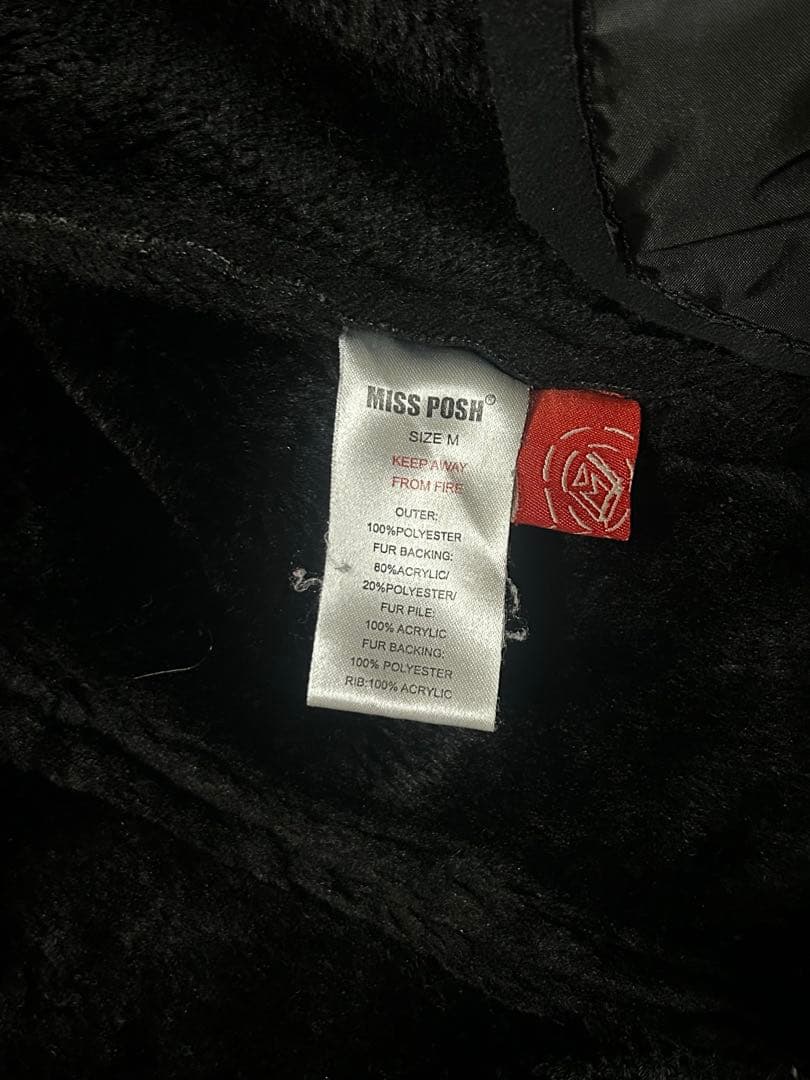 MISS POSH®
SIZE M
KEEP AWAY
FROM FIRE
OUTER:
100%POLYESTER
FUR BACKING:
80%ACRYLIC/
20%POLYESTER/
FUR PILE:
100% ACRYLIC
FUR BACKING:
100% POLYESTER
RIB:100% ACRYLIC